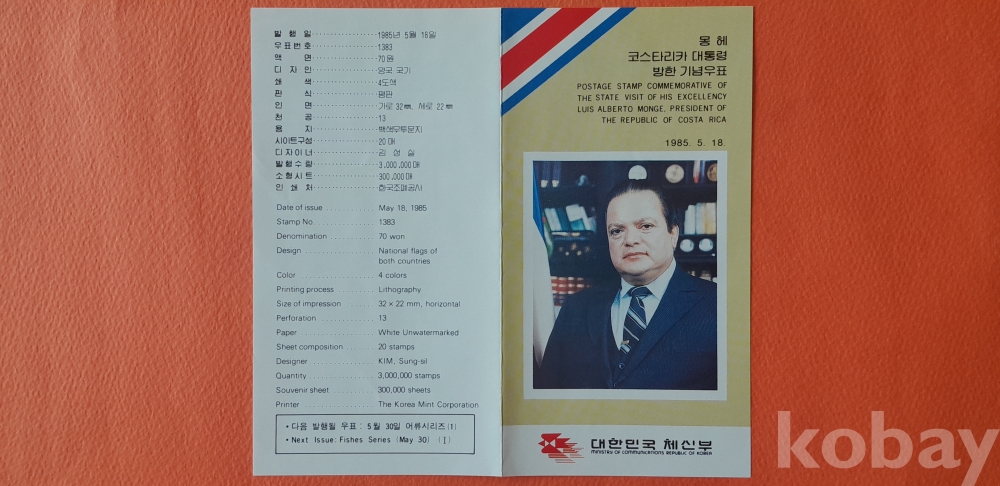 발 행 일 ················ 1985년 5월 18일
우표번호 ················ 1383
액 면 ················ 70원
디 자 인 ················ 양국 국기
쇄 색 ················ 4도색
판 식 ················ 평판
인 면 ················ 가로 32㎜, 세로 22㎜
천 공 ················ 13
용 지 ················ 백색무투문지
시이트구성 ················ 20매
디자이너 ················ 김 성 실
발행수량 ················ 3,000,000매
소형시트 ················ 300,000매
인 쇄 처 ················ 한국조폐공사
Date of issue ............ May 18, 1985
Stamp No. ............ 1383
Denomination ............ 70 won
Design ............ National flags of
both countries
Color ............ 4 colors
Printing process ........ Lithography
Size of impression ...... 32 × 22 mm, horizontal
Perforation ............ 13
Paper ............ White Unwatermarked
Sheet composition ....... 20 stamps
Designer ............ KIM, Sung-sil
Quantity ............ 3,000,000 stamps
Souvenir sheet .......... 300,000 sheets
Printer ............ The Korea Mint Corporation
• 다음 발행될 우표 : 5월 30일 어류시리즈(Ⅰ)
• Next Issure: Fishes Series (May 30) (Ⅰ)
몽 헤
코스타리카 대통령
방한 기념우표
POSTAGE STAMP COMMEMORATIVE OF
THE STATE VISIT OF HIS EXCELLENCY
LUIS ALBERTO MONGE, PRESIDENT OF
THE REPUBLIC OF COSTA RICA
1985. 5. 18.
대한민국 체신부
MINISTRY OF COMMUNICATIONS REPUBLIC OF KOREA
kobay